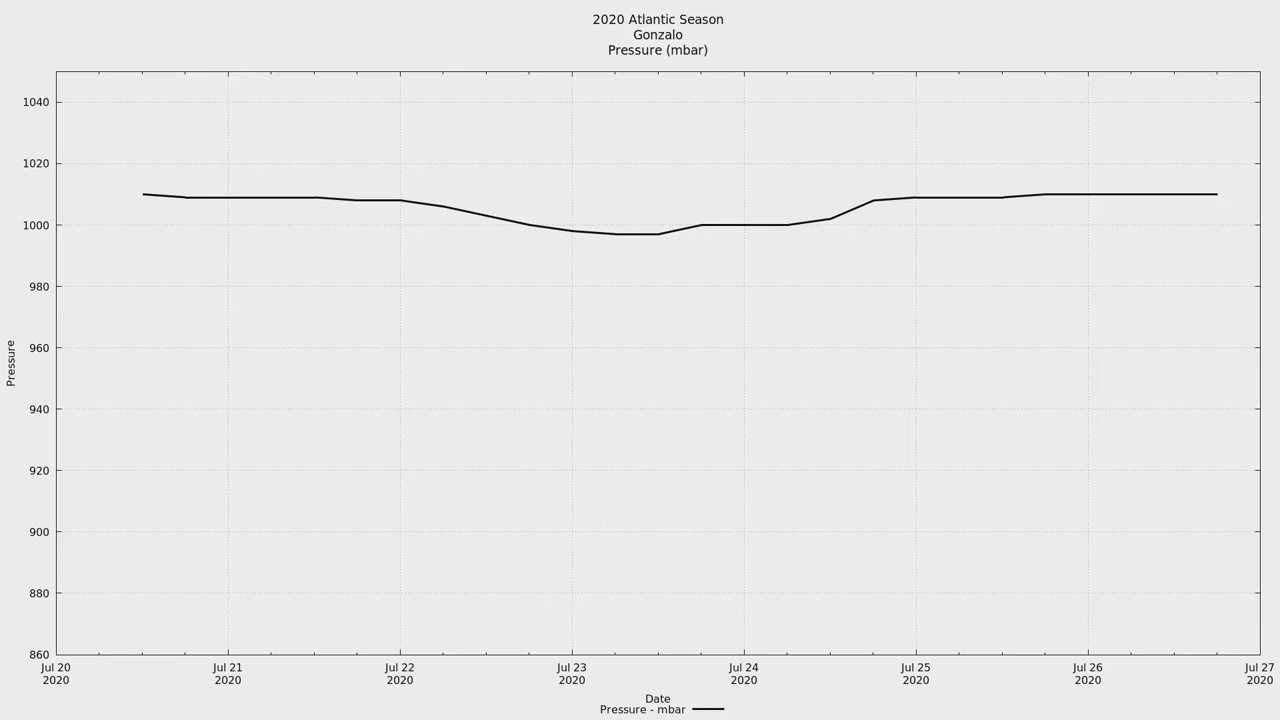 2020 Atlantic Season
Gonzalo
Pressure (mbar)
1040
1020
1000
980
960
940
920
900
880
860
Pressure
Jul 20 Jul 21 Jul 22 Jul 23 Jul 24 Jul 25 Jul 26 Jul 27
2020 2020 2020 2020 2020 2020 2020 2020
Date
Pressure - mbar